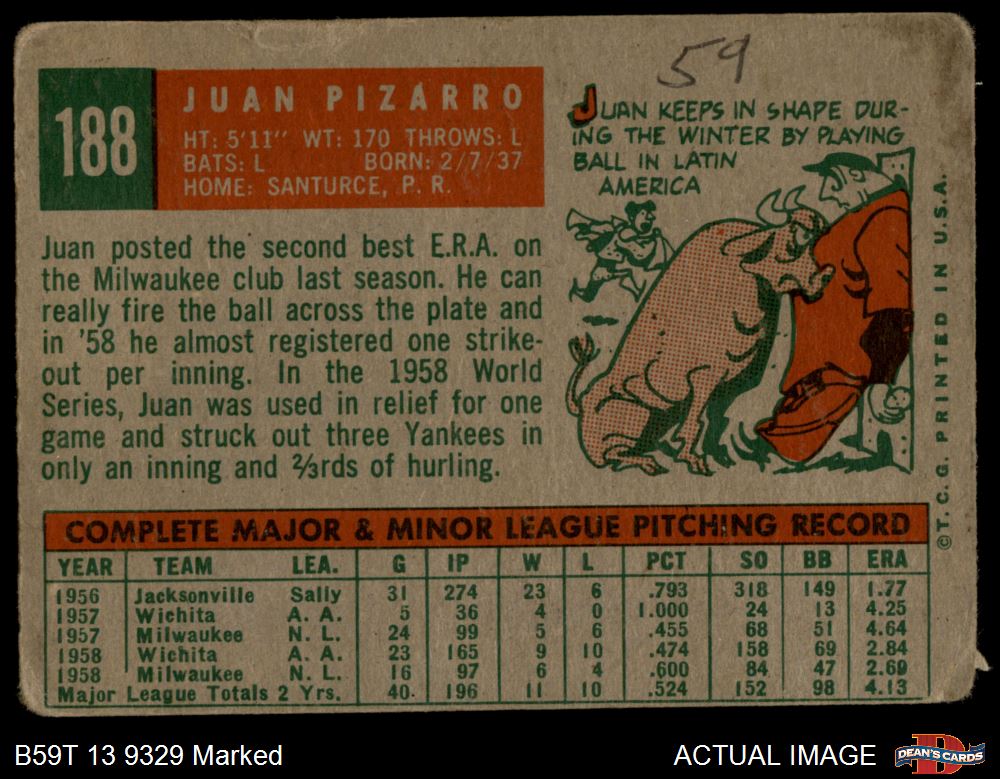 59
188
JUAN PIZARRO
HT: 5'11" WT: 170 THROWS: L
BATS: L BORN: 2/7/37
HOME: SANTURCE, P. R.
JUAN KEEPS IN SHAPE DUR-
ING THE WINTER BY PLAYING
BALL IN LATIN
AMERICA
Juan posted the second best E.R.A. on
the Milwaukee club last season. He can
really fire the ball across the plate and
in '58 he almost registered one strike-
out per inning. In the 1958 World
Series, Juan was used in relief for one
game and struck out three Yankees in
only an inning and ⅔rds of hurling.
©T. C. G. PRINTED IN U.S.A.
COMPLETE MAJOR & MINOR LEAGUE PITCHING RECORD
YEAR TEAM LEA. G IP W L PCT SO BB ERA
1956 Jacksonville Sally 31 274 23 6 .793 318 149 1.77
1957 Wichita A. A. 5 36 4 0 1.000 24 13 4.25
1957 Milwaukee N. L. 24 99 5 6 .455 68 51 4.64
1958 Wichita A. A. 23 165 9 10 .474 158 69 2.84
1958 Milwaukee N. L. 16 97 6 4 .600 84 47 2.69
Major League Totals 2 Yrs. 40 196 11 10 .524 152 98 4.13
B59T 13 9329 Marked
ACTUAL IMAGE
DEAN'S CARDS